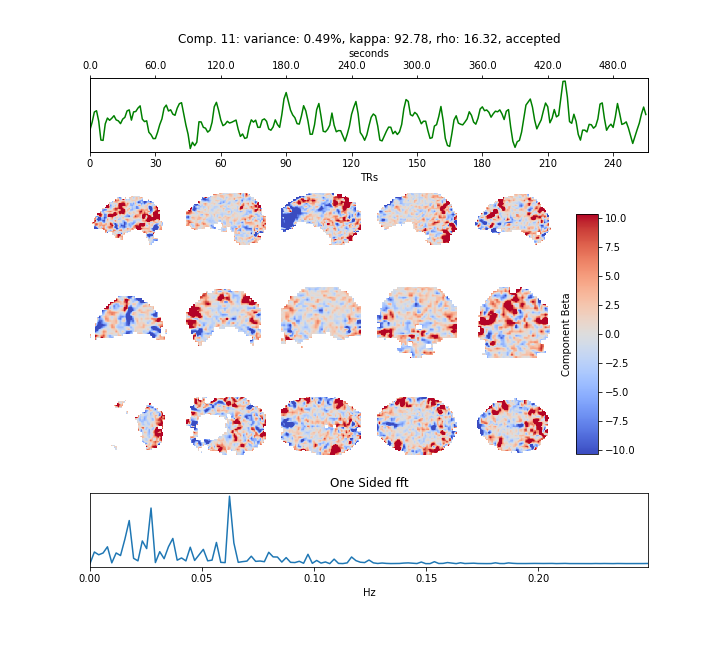 Comp. 11: variance: 0.49%, kappa: 92.78, rho: 16.32, accepted
seconds
0.0 60.0 120.0 180.0 240.0 300.0 360.0 420.0 480.0
0 30 60 90 120 150 180 210 240
TRs
10.0
7.5
5.0
2.5
0.0
−2.5
−5.0
−7.5
−10.0
Component Beta
One Sided fft
0.00 0.05 0.10 0.15 0.20
Hz